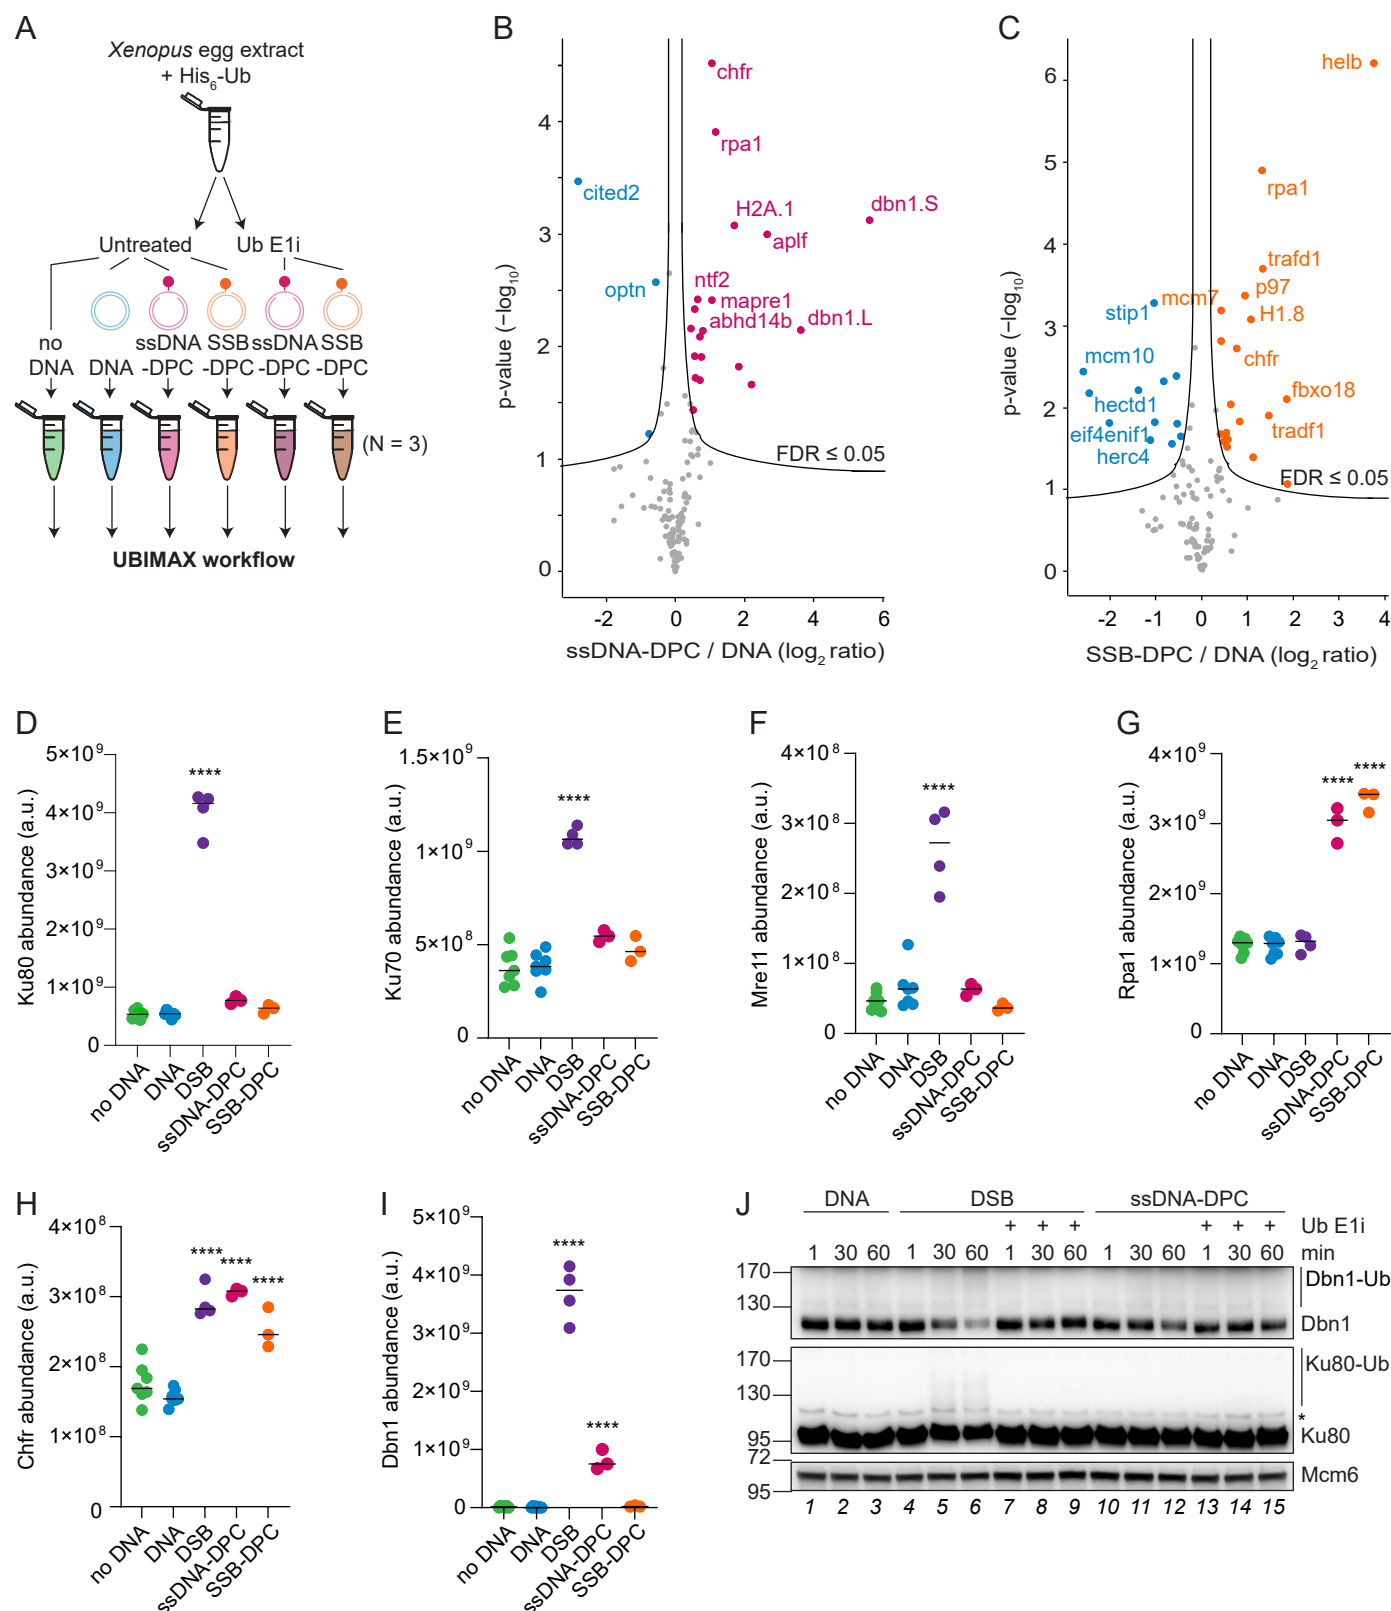 A
Xenopus egg extract
+ His6-Ub
Untreated
Ub E1i
no DNA
DNA
ssDNA -DPC
SSB -DPC
ssDNA -DPC
SSB -DPC
(N = 3)
UBIMAX workflow
B
p-value (−log10)
4
3
2
1
0
-2 0 2 4 6
ssDNA-DPC / DNA (log2 ratio)
chfr
rpa1
cited2
H2A.1
dbn1.S
aplf
optn
ntf2
mapre1
abhd14b
dbn1.L
FDR ≤ 0.05
C
p-value (−log10)
6
5
4
3
2
1
0
-2 -1 0 1 2 3 4
SSB-DPC / DNA (log2 ratio)
helb
rpa1
trafd1
p97
mcm7
stip1
H1.8
mcm10
chfr
hectd1
fbxo18
eif4enif1
tradf1
herc4
FDR ≤ 0.05
D
Ku80 abundance (a.u.)
5×10^9
4×10^9
3×10^9
2×10^9
1×10^9
0
****
no DNA
DNA
DSB
ssDNA-DPC
SSB-DPC
E
Ku70 abundance (a.u.)
1.5×10^9
1×10^9
5×10^8
0
****
no DNA
DNA
DSB
ssDNA-DPC
SSB-DPC
F
Mre11 abundance (a.u.)
4×10^8
3×10^8
2×10^8
1×10^8
0
****
no DNA
DNA
DSB
ssDNA-DPC
SSB-DPC
G
Rpa1 abundance (a.u.)
4×10^9
3×10^9
2×10^9
1×10^9
0
****
****
no DNA
DNA
DSB
ssDNA-DPC
SSB-DPC
H
Chfr abundance (a.u.)
4×10^8
3×10^8
2×10^8
1×10^8
0
****
****
****
no DNA
DNA
DSB
ssDNA-DPC
SSB-DPC
I
Dbn1 abundance (a.u.)
5×10^9
4×10^9
3×10^9
2×10^9
1×10^9
0
****
****
no DNA
DNA
DSB
ssDNA-DPC
SSB-DPC
J
DNA DSB ssDNA-DPC
+ + + + + + Ub E1i
1 30 60 1 30 60 1 30 60 1 30 60 1 30 60 min
170
130
Dbn1-Ub
Dbn1
170
130
95
Ku80-Ub
*
Ku80
72
95
Mcm6
1 2 3 4 5 6 7 8 9 10 11 12 13 14 15